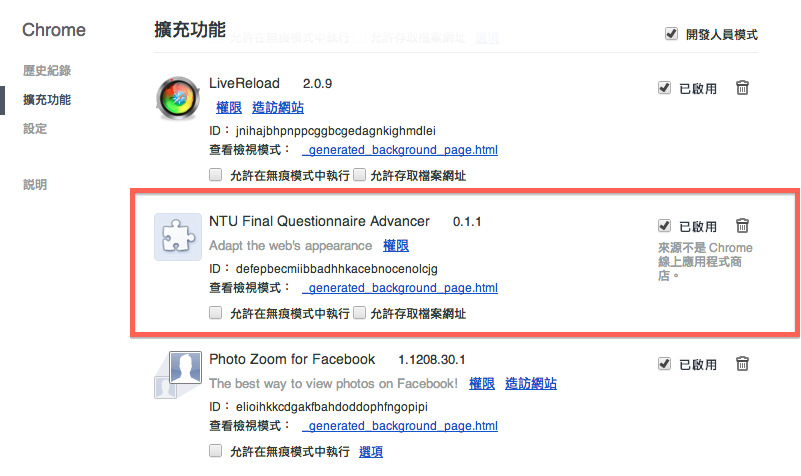 Chrome
擴充功能
允許在無痕模式中執行 允許存取檔案網址 選項
開發人員模式
歷史紀錄
擴充功能
設定
說明
LiveReload 2.0.9
已啟用
權限 造訪網站
ID： jnihajbhpnppcggbcgedagnkighmdlei
查看檢視模式： _generated_background_page.html
允許在無痕模式中執行 允許存取檔案網址
NTU Final Questionnaire Advancer 0.1.1
已啟用
Adapt the web's appearance 權限
來源不是 Chrome
線上應用程式商
店。
ID： defepbecmiibbadhhkacebnocenolcjg
查看檢視模式： _generated_background_page.html
允許在無痕模式中執行 允許存取檔案網址
Photo Zoom for Facebook 1.1208.30.1
已啟用
The best way to view photos on Facebook! 權限 造訪網站
ID： elioihkkcdgakfbahdoddophfngopipi
查看檢視模式： _generated_background_page.html
允許在無痕模式中執行 選項